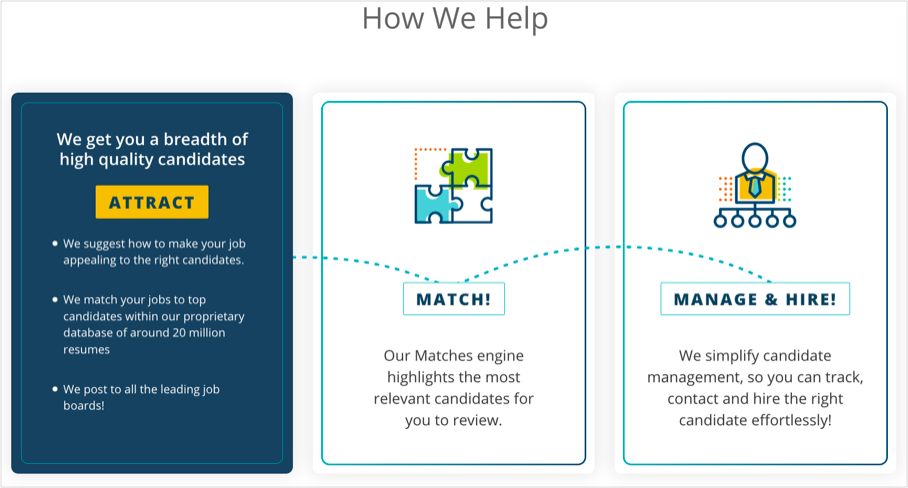 How We Help
We get you a breadth of
high quality candidates
ATTRACT
• We suggest how to make your job
appealing to the right candidates.
• We match your jobs to top
candidates within our proprietary
database of around 20 million
resumes
• We post to all the leading job
boards!
MATCH!
Our Matches engine
highlights the most
relevant candidates for
you to review.
MANAGE & HIRE!
We simplify candidate
management, so you can track,
contact and hire the right
candidate effortlessly!